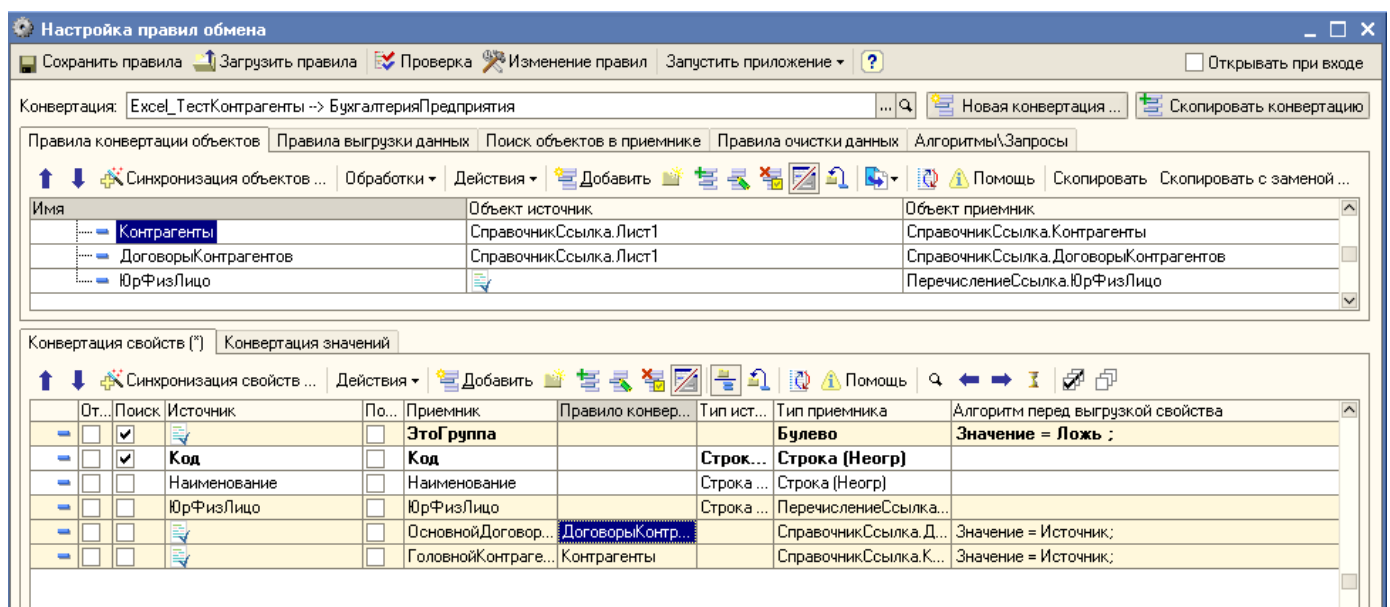 Настройка правил обмена
Сохранить правила Загрузить правила Проверка Изменение правил Запустить приложение ? Открывать при входе
Конвертация: Excel_ТестКонтрагенты --> БухгалтерияПредприятия ... Новая конвертация ... Скопировать конвертацию
Правила конвертации объектов Правила выгрузки данных Поиск объектов в приемнике Правила очистки данных Алгоритмы\Запросы
Синхронизация объектов ... Обработки Действия Добавить Помощь Скопировать Скопировать с заменой ...
Имя Объект источник Объект приемник
Контрагенты СправочникСсылка.Лист1 СправочникСсылка.Контрагенты
ДоговорыКонтрагентов СправочникСсылка.Лист1 СправочникСсылка.ДоговорыКонтрагентов
ЮрФизЛицо ПеречислениеСсылка.ЮрФизЛицо
Конвертация свойств (*) Конвертация значений
Синхронизация свойств ... Действия Добавить Помощь
От... Поиск Источник По... Приемник Правило конвер... Тип ист... Тип приемника Алгоритм перед выгрузкой свойства
ЭтоГруппа Булево Значение = Ложь ;
Код Код Строк... Строка (Неогр)
Наименование Наименование Строка ... Строка (Неогр)
ЮрФизЛицо ЮрФизЛицо Строка ... ПеречислениеСсылка...
ОсновнойДоговор... ДоговорыКонтр... СправочникСсылка.Д... Значение = Источник;
ГоловнойКонтраге... Контрагенты СправочникСсылка.К... Значение = Источник;